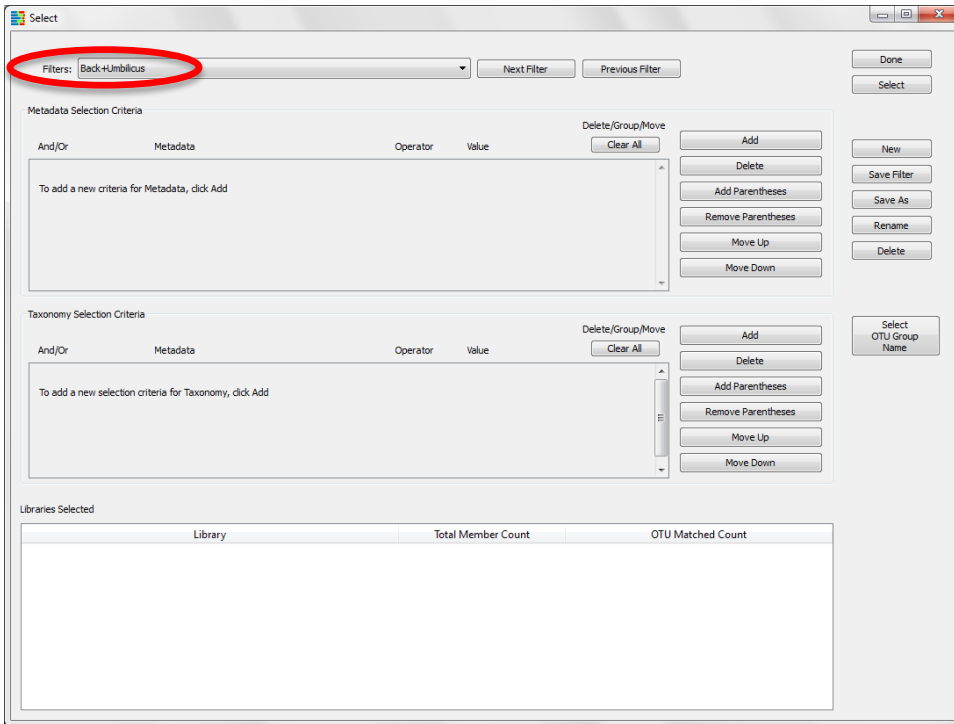 Select
Filters: Back+Umbilicus Next Filter Previous Filter
Done
Select
Metadata Selection Criteria
Delete/Group/Move
And/Or Metadata Operator Value Clear All
To add a new criteria for Metadata, click Add
Add
Delete
Add Parentheses
Remove Parentheses
Move Up
Move Down
New
Save Filter
Save As
Rename
Delete
Taxonomy Selection Criteria
Delete/Group/Move
And/Or Metadata Operator Value Clear All
To add a new selection criteria for Taxonomy, click Add
Add
Delete
Add Parentheses
Remove Parentheses
Move Up
Move Down
Select
OTU Group
Name
Libraries Selected
Library Total Member Count OTU Matched Count